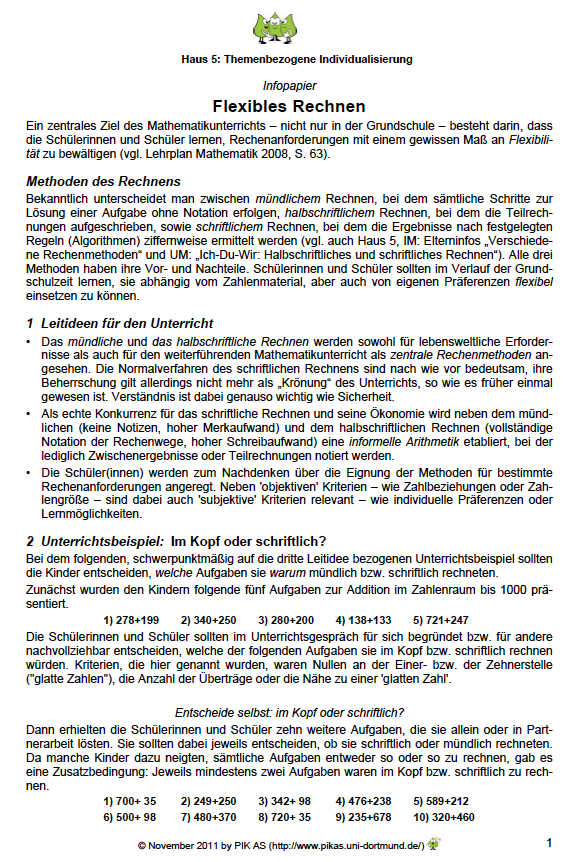 Haus 5: Themenbezogene Individualisierung
Infopapier
Flexibles Rechnen
Ein zentrales Ziel des Mathematikunterrichts – nicht nur in der Grundschule – besteht darin, dass
die Schülerinnen und Schüler lernen, Rechenanforderungen mit einem gewissen Maß an Flexibili-
tät zu bewältigen (vgl. Lehrplan Mathematik 2008, S. 63).
Methoden des Rechnens
Bekanntlich unterscheidet man zwischen mündlichem Rechnen, bei dem sämtliche Schritte zur
Lösung einer Aufgabe ohne Notation erfolgen, halbschriftlichem Rechnen, bei dem die Teilrech-
nungen aufgeschrieben, sowie schriftlichem Rechnen, bei dem die Ergebnisse nach festgelegten
Regeln (Algorithmen) ziffernweise ermittelt werden (vgl. auch Haus 5, IM: Elterninfos „Verschiede-
ne Rechenmethoden“ und UM: „Ich-Du-Wir: Halbschriftliches und schriftliches Rechnen“). Alle drei
Methoden haben ihre Vor- und Nachteile. Schülerinnen und Schüler sollten im Verlauf der Grund-
schulzeit lernen, sie abhängig vom Zahlenmaterial, aber auch von eigenen Präferenzen flexibel
einsetzen zu können.
1 Leitideen für den Unterricht
• Das mündliche und das halbschriftliche Rechnen werden sowohl für lebensweltliche Erforder-
nisse als auch für den weiterführenden Mathematikunterricht als zentrale Rechenmethoden an-
gesehen. Die Normalverfahren des schriftlichen Rechnens sind nach wie vor bedeutsam, ihre
Beherrschung gilt allerdings nicht mehr als „Krönung“ des Unterrichts, so wie es früher einmal
gewesen ist. Verständnis ist dabei genauso wichtig wie Sicherheit.
• Als echte Konkurrenz für das schriftliche Rechnen und seine Ökonomie wird neben dem münd-
lichen (keine Notizen, hoher Merkaufwand) und dem halbschriftlichen Rechnen (vollständige
Notation der Rechenwege, hoher Schreibaufwand) eine informelle Arithmetik etabliert, bei der
lediglich Zwischenergebnisse oder Teilrechnungen notiert werden.
• Die Schüler(innen) werden zum Nachdenken über die Eignung der Methoden für bestimmte
Rechenanforderungen angeregt. Neben 'objektiven' Kriterien – wie Zahlbeziehungen oder Zah-
lengröße – sind dabei auch 'subjektive' Kriterien relevant – wie individuelle Präferenzen oder
Lernmöglichkeiten.
2 Unterrichtsbeispiel: Im Kopf oder schriftlich?
Bei dem folgenden, schwerpunktmäßig auf die dritte Leitidee bezogenen Unterrichtsbeispiel sollten
die Kinder entscheiden, welche Aufgaben sie warum mündlich bzw. schriftlich rechneten.
Zunächst wurden den Kindern folgende fünf Aufgaben zur Addition im Zahlenraum bis 1000 prä-
sentiert.
1) 278+199 2) 340+250 3) 280+200 4) 138+133 5) 721+247
Die Schülerinnen und Schüler sollten im Unterrichtsgespräch für sich begründet bzw. für andere
nachvollziehbar entscheiden, welche der folgenden Aufgaben sie im Kopf bzw. schriftlich rechnen
würden. Kriterien, die hier genannt wurden, waren Nullen an der Einer- bzw. der Zehnerstelle
("glatte Zahlen"), die Anzahl der Überträge oder die Nähe zu einer 'glatten Zahl'.
Entscheide selbst: im Kopf oder schriftlich?
Dann erhielten die Schülerinnen und Schüler zehn weitere Aufgaben, die sie allein oder in Part-
nerarbeit lösten. Sie sollten dabei jeweils entscheiden, ob sie schriftlich oder mündlich rechneten.
Da manche Kinder dazu neigten, sämtliche Aufgaben entweder so oder so zu rechnen, gab es
eine Zusatzbedingung: Jeweils mindestens zwei Aufgaben waren im Kopf bzw. schriftlich zu rech-
nen.
1) 700+ 35 2) 249+250 3) 342+ 98 4) 476+238 5) 589+212
6) 500+ 98 7) 480+370 8) 720+ 35 9) 235+678 10) 320+460
© November 2011 by PIK AS (http://www.pikas.uni-dortmund.de/) 1